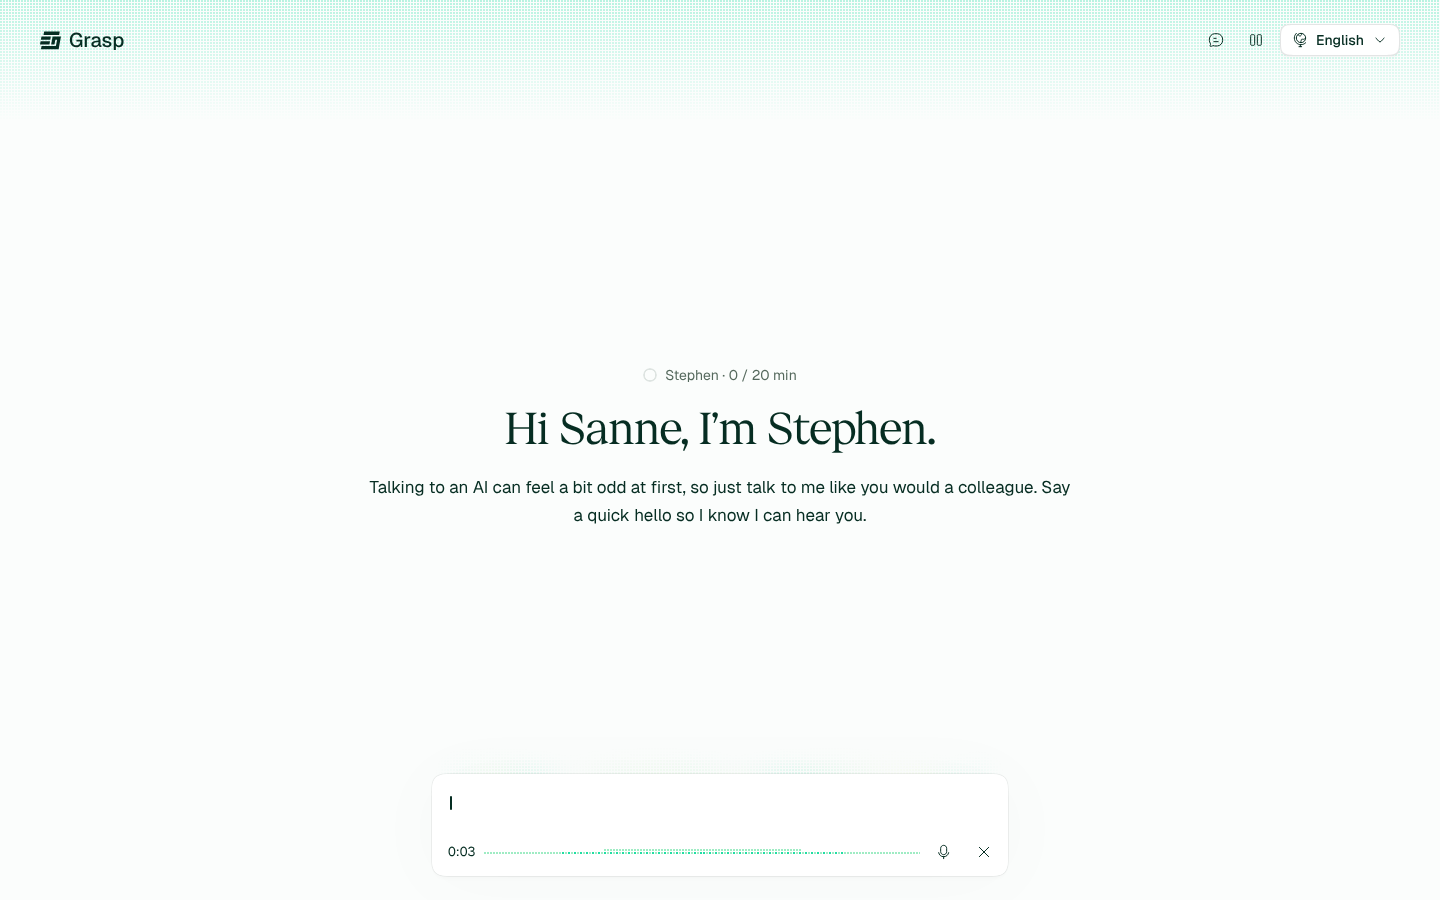 Grasp
English
Stephen · 0 / 20 min
Hi Sanne, I’m Stephen.
Talking to an AI can feel a bit odd at first, so just talk to me like you would a colleague. Say
a quick hello so I know I can hear you.
0:03